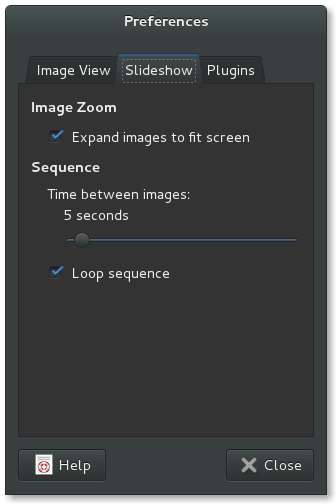 Preferences
Image View Slideshow Plugins
Image Zoom
Expand images to fit screen
Sequence
Time between images:
5 seconds
Loop sequence
Help Close